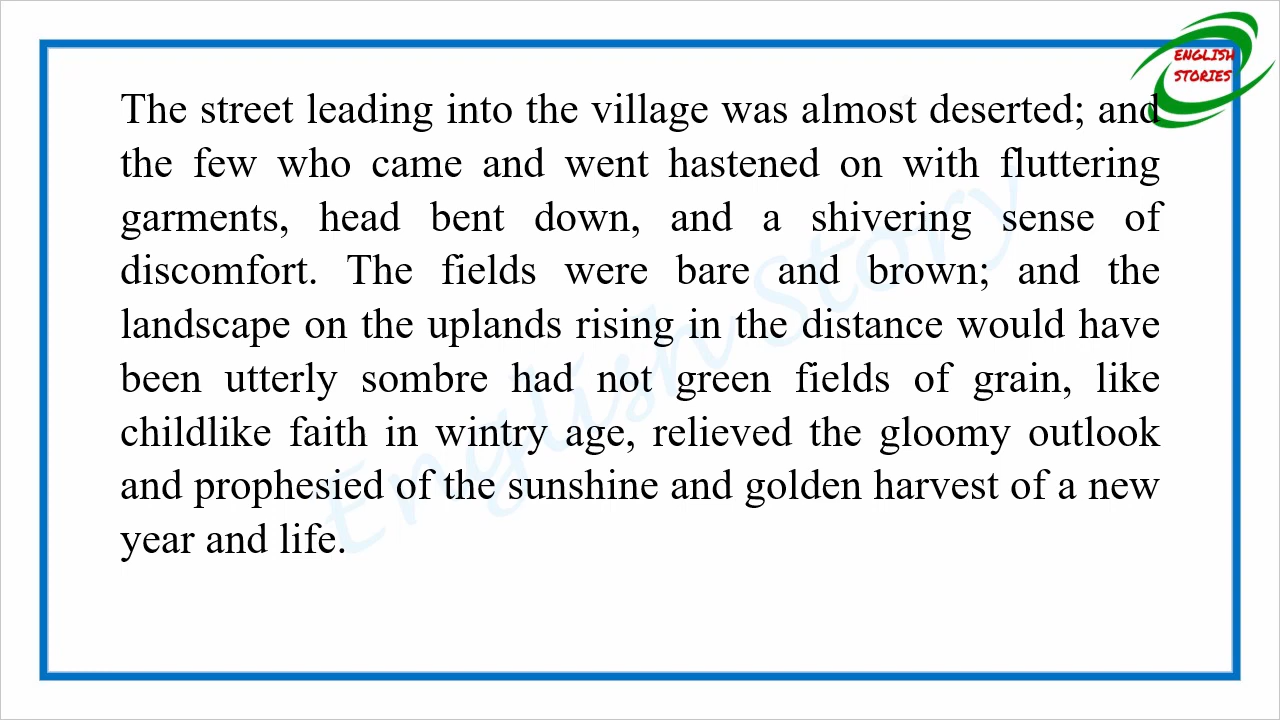 ENGLISH
STORIES
The street leading into the village was almost deserted; and
the few who came and went hastened on with fluttering
garments, head bent down, and a shivering sense of
discomfort. The fields were bare and brown; and the
landscape on the uplands rising in the distance would have
been utterly sombre had not green fields of grain, like
childlike faith in wintry age, relieved the gloomy outlook
and prophesied of the sunshine and golden harvest of a new
year and life.
English Story